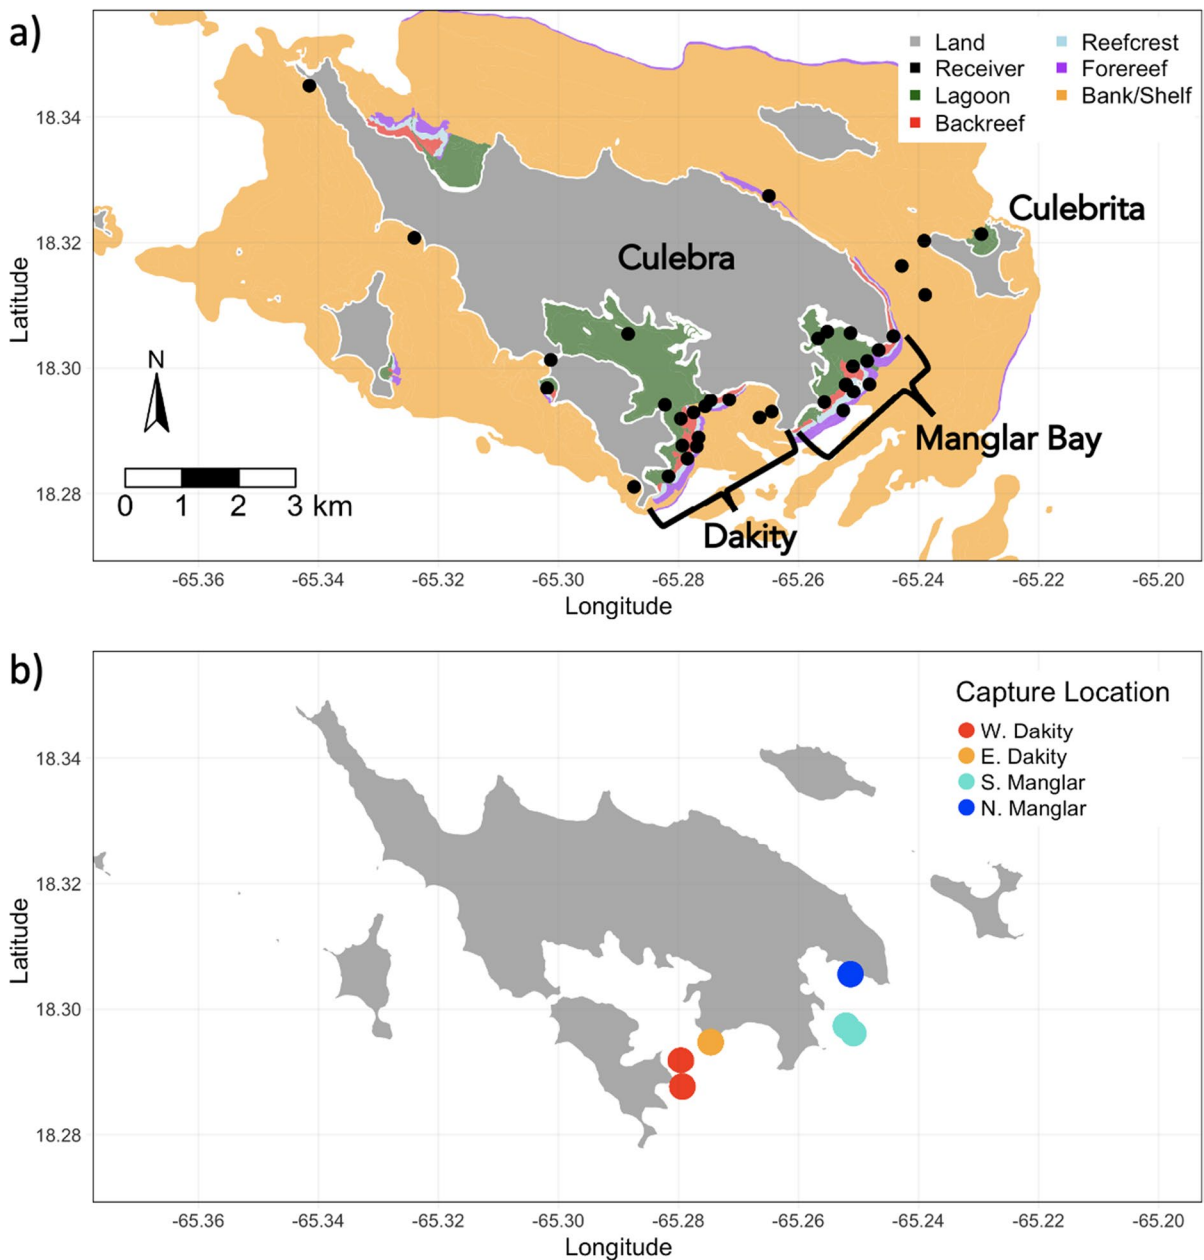 a)
Land
Receiver
Lagoon
Backreef
Reefcrest
Forereef
Bank/Shelf
18.34
18.32
18.30
18.28
Latitude
Culebrita
Culebra
Manglar Bay
Dakity
N
0 1 2 3 km
-65.36 -65.34 -65.32 -65.30 -65.28 -65.26 -65.24 -65.22 -65.20
Longitude
b)
Capture Location
W. Dakity
E. Dakity
S. Manglar
N. Manglar
18.34
18.32
18.30
18.28
Latitude
-65.36 -65.34 -65.32 -65.30 -65.28 -65.26 -65.24 -65.22 -65.20
Longitude